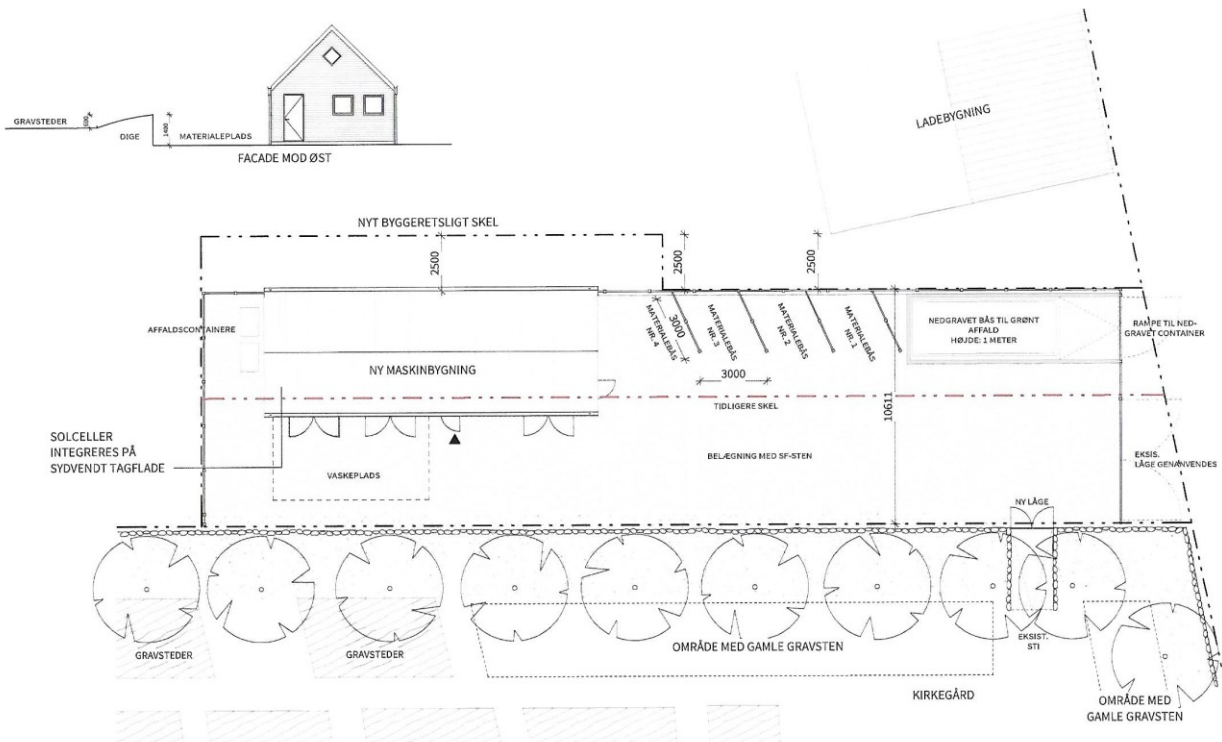 GRAVSTEDER
600
DIGE
1400
MATERIALEPLADS
FACADE MOD ØST
LADEBYGNING
NYT BYGGERETSLIGT SKEL
2500
2500
2500
AFFALDSCONTAINERE
NY MASKINBYGNING
3000
MATERIALEBÅS
NR. 4
MATERIALEBÅS
NR. 3
MATERIALEBÅS
NR. 2
MATERIALEBÅS
NR. 1
3000
NEDGRAVET BÅS TIL GRØNT
AFFALD
HØJDE: 1 METER
RAMPE TIL NED-
GRAVET CONTAINER
TIDLIGERE SKEL
10611
SOLCELLER
INTEGRERES PÅ
SYDVENDT TAGFLADE
VASKEPLADS
BELÆGNING MED SF-STEN
EKSIS.
LÅGE GENANVENDES
NY LÅGE
GRAVSTEDER
GRAVSTEDER
OMRÅDE MED GAMLE GRAVSTEN
EKSIST.
STI
KIRKEGÅRD
OMRÅDE MED
GAMLE GRAVSTEN